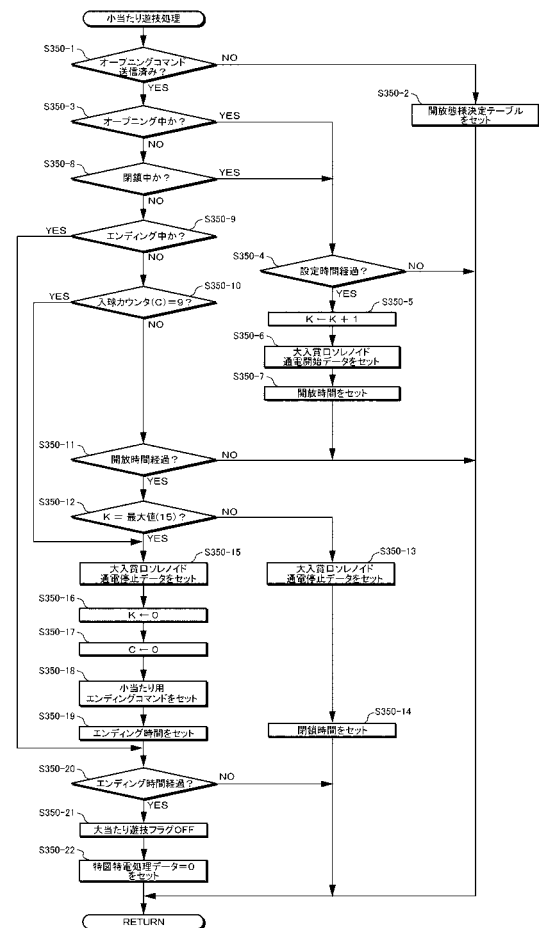 小当たり遊技処理
S350-1
オープニングコマンド
送信済み？
NO
YES
S350-2
開放態様決定テーブル
をセット
S350-3
オープニング中か？
YES
NO
S350-8
閉鎖中か？
YES
NO
S350-9
エンディング中か？
YES
NO
S350-4
設定時間経過？
NO
YES
S350-10
入球カウンタ(C)=9？
YES
NO
S350-5
K←K+1
S350-6
大入賞口ソレノイド
通電開始データをセット
S350-7
開放時間をセット
S350-11
開放時間経過？
NO
YES
S350-12
K = 最大値(15)？
NO
YES
S350-15
大入賞口ソレノイド
通電停止データをセット
S350-13
大入賞口ソレノイド
通電停止データをセット
S350-16
K←0
S350-17
C←0
S350-18
小当たり用
エンディングコマンドをセット
S350-19
エンディング時間をセット
S350-14
閉鎖時間をセット
S350-20
エンディング時間経過？
NO
YES
S350-21
大当たり遊技フラグOFF
S350-22
特図特電処理データ=0
をセット
RETURN